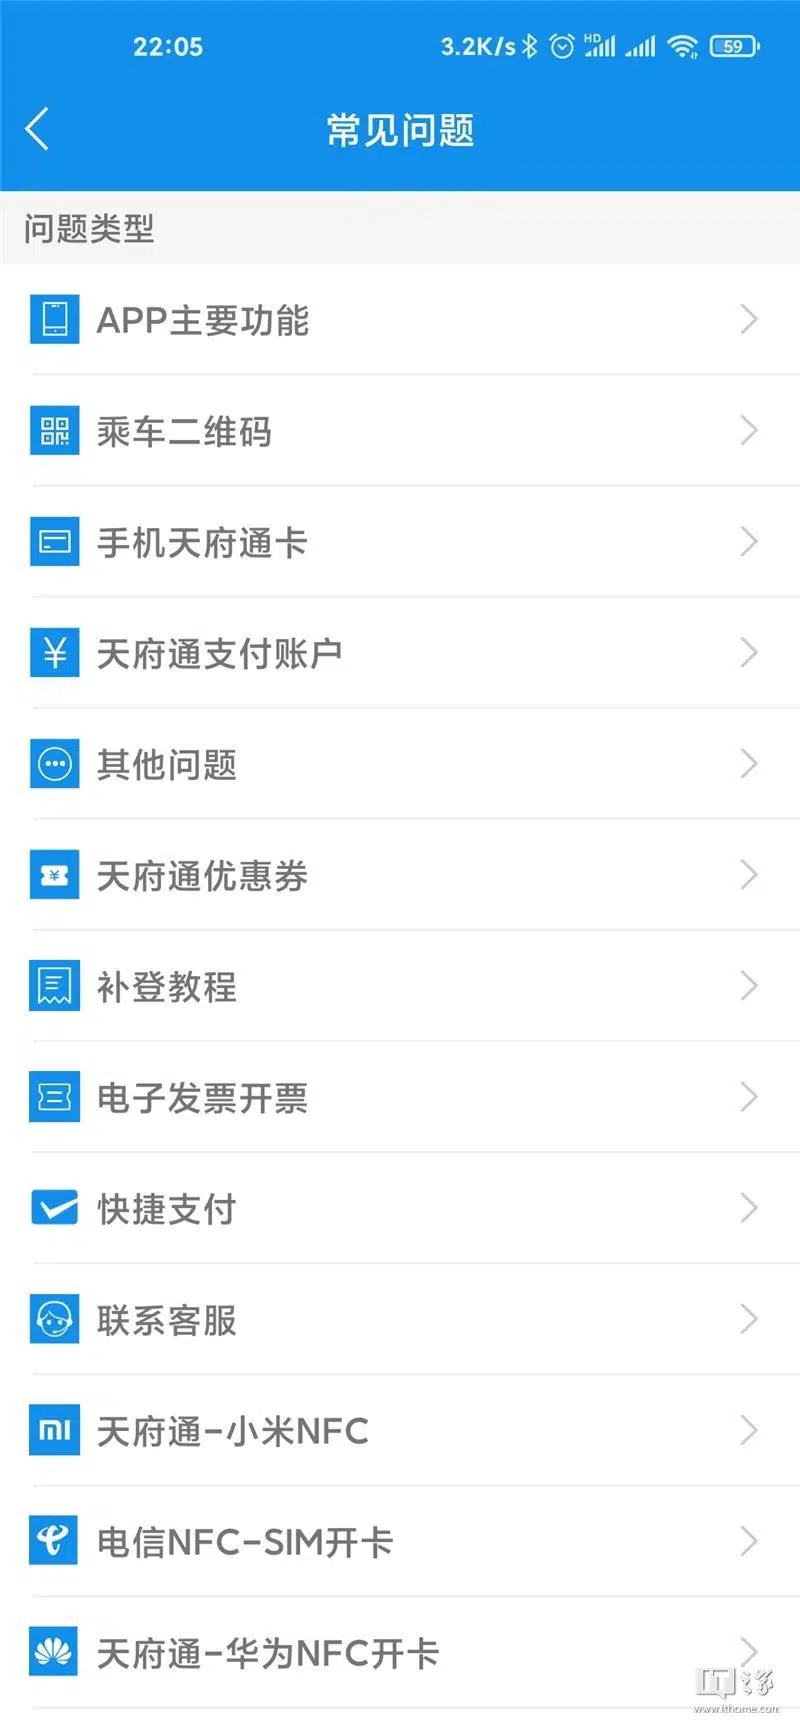 22:05 3.2K/s HD 59
常见问题
问题类型
APP主要功能
乘车二维码
手机天府通卡
¥ 天府通支付账户
其他问题
¥ 天府通优惠券
补登教程
电子发票开票
快捷支付
联系客服
mi 天府通-小米NFC
电信NFC-SIM开卡
天府通-华为NFC开卡
IT之家
www.ithome.com